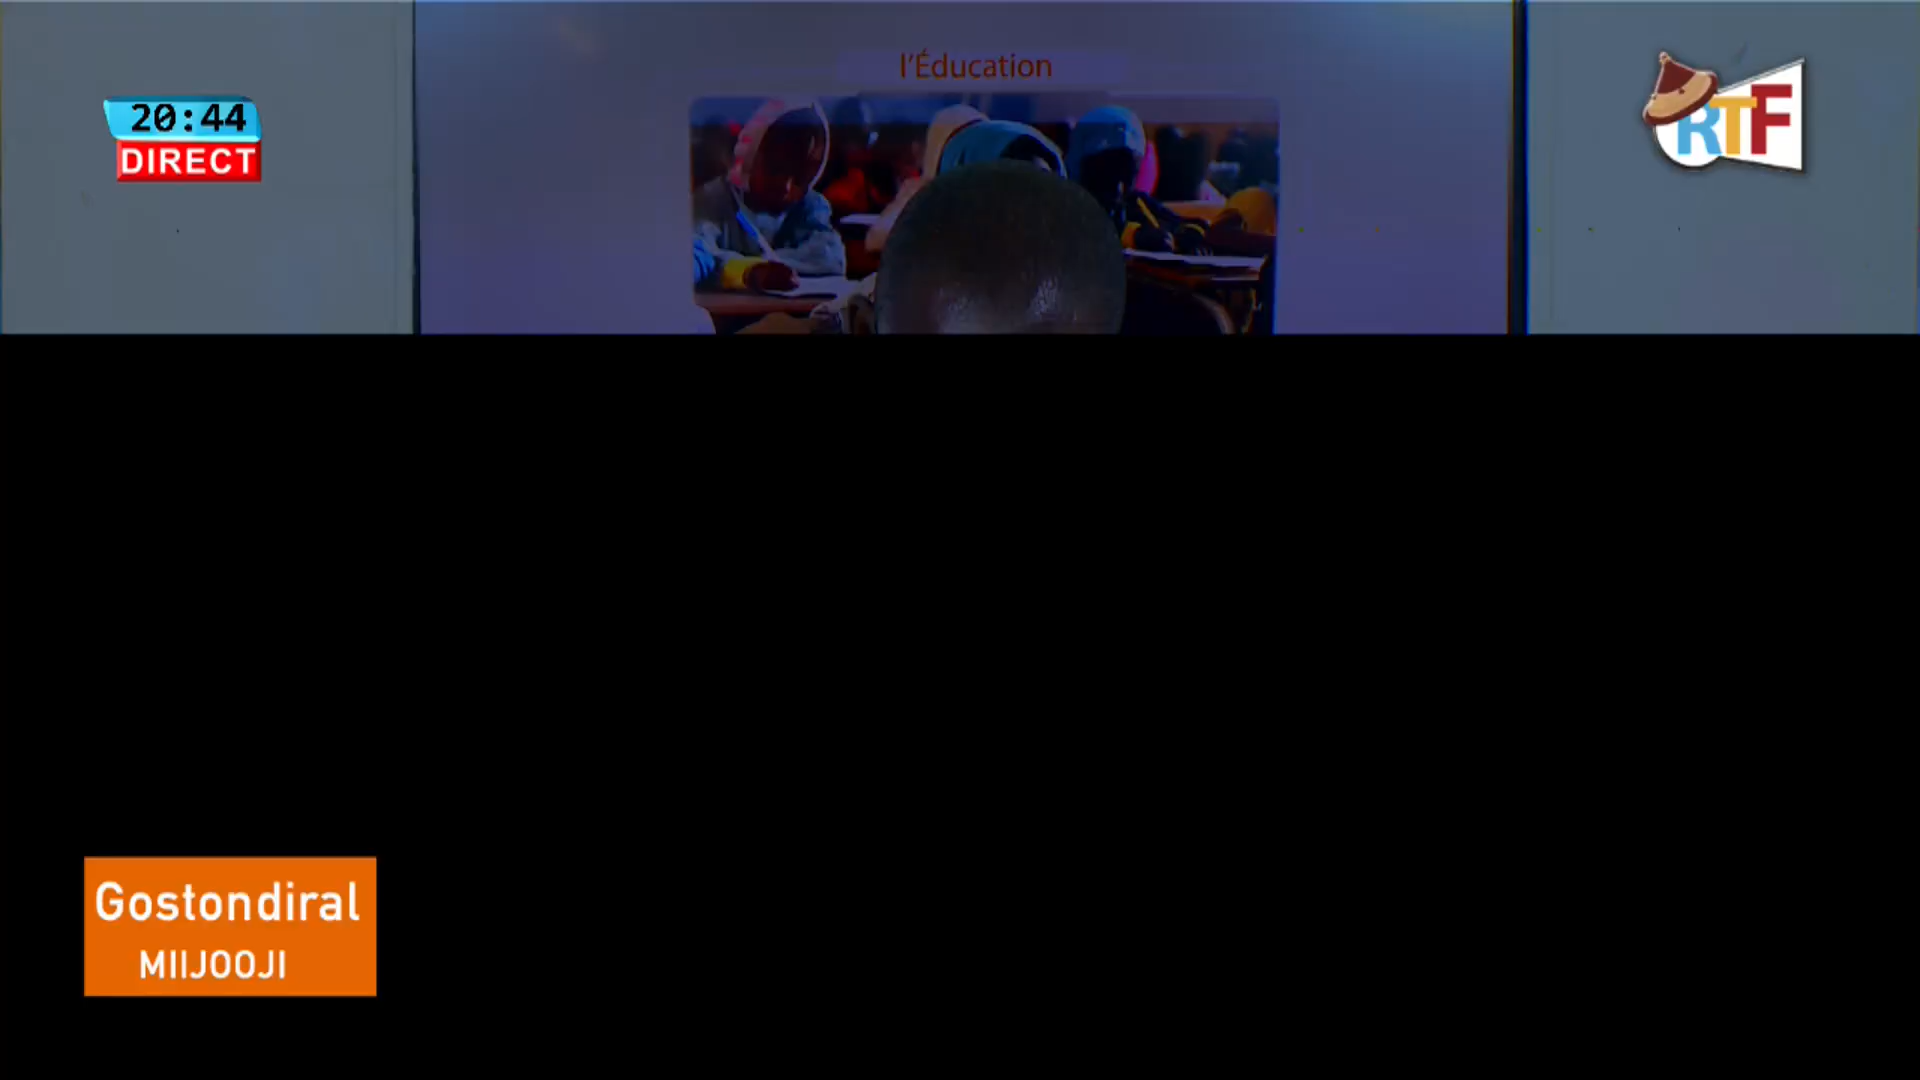 l'Éducation
20:44
DIRECT
RTF
Gostondiral
MIIJOOJI